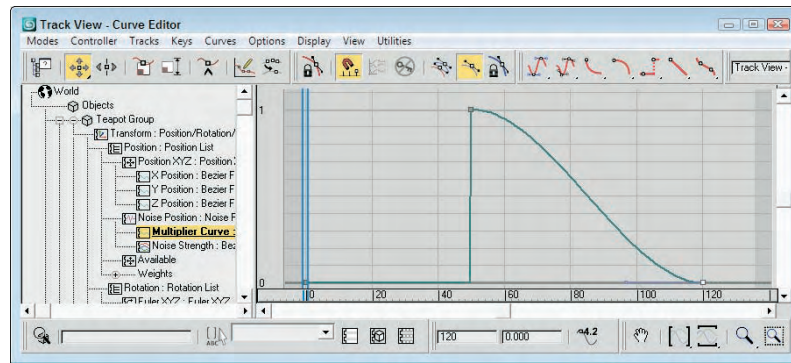 Track View - Curve Editor
Modes Controller Tracks Keys Curves Options Display View Utilities
Track View -
World
Objects
Teapot Group
Transform : Position/Rotation/
Position : Position List
Position XYZ : Position
X Position : Bezier F
Y Position : Bezier F
Z Position : Bezier F
Noise Position : Noise F
Multiplier Curve :
Noise Strength : Bez
Available
Weights
Rotation : Rotation List
Euler XYZ : Euler XYZ
1
0
0 20 40 60 80 100 120
ABC
120 0.000 4.2